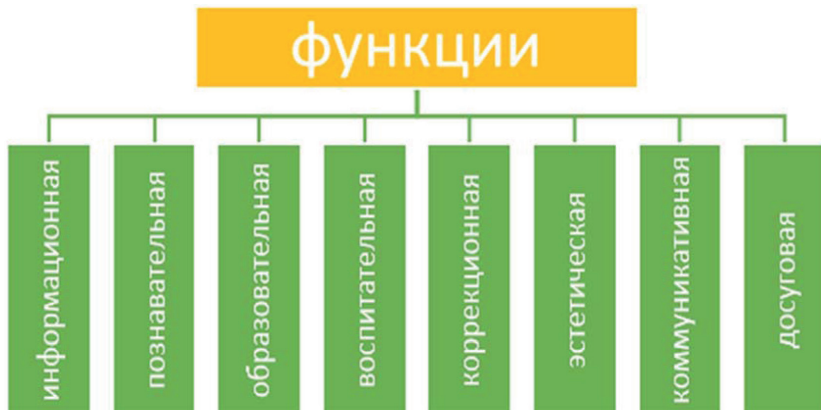 функции
информационная
познавательная
образовательная
воспитательная
коррекционная
эстетическая
коммуникативная
досуговая